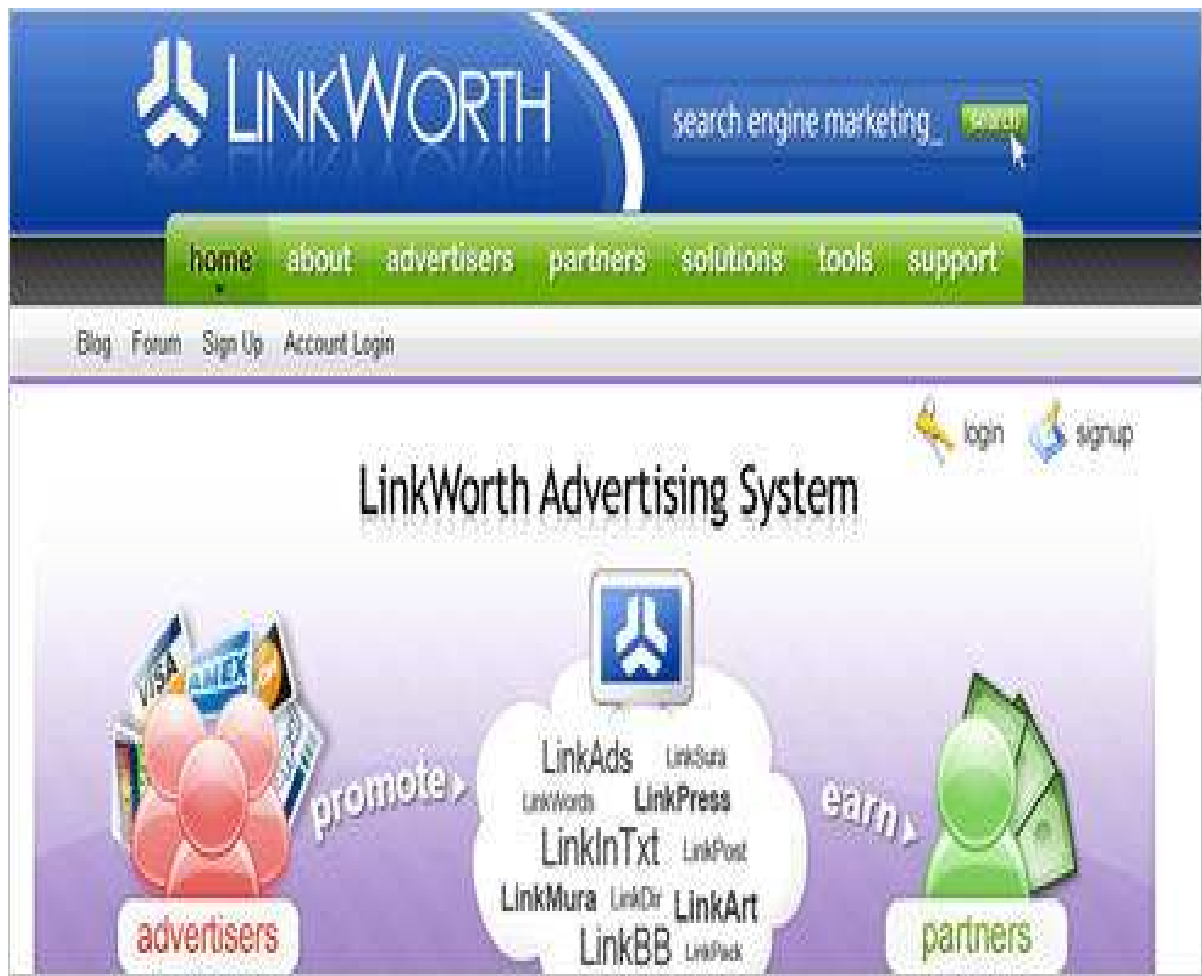 LINKWORTH
search engine marketing_ search
home about advertisers partners solutions tools support
Blog Forum Sign Up Account Login
login signup
LinkWorth Advertising System
VISA AMEX
promote
LinkAds LinkSura
LinkWords LinkPress
earn
LinkInTxt LinkPost
LinkMura LinkDir LinkArt
LinkBB LinkPack
advertisers
partners